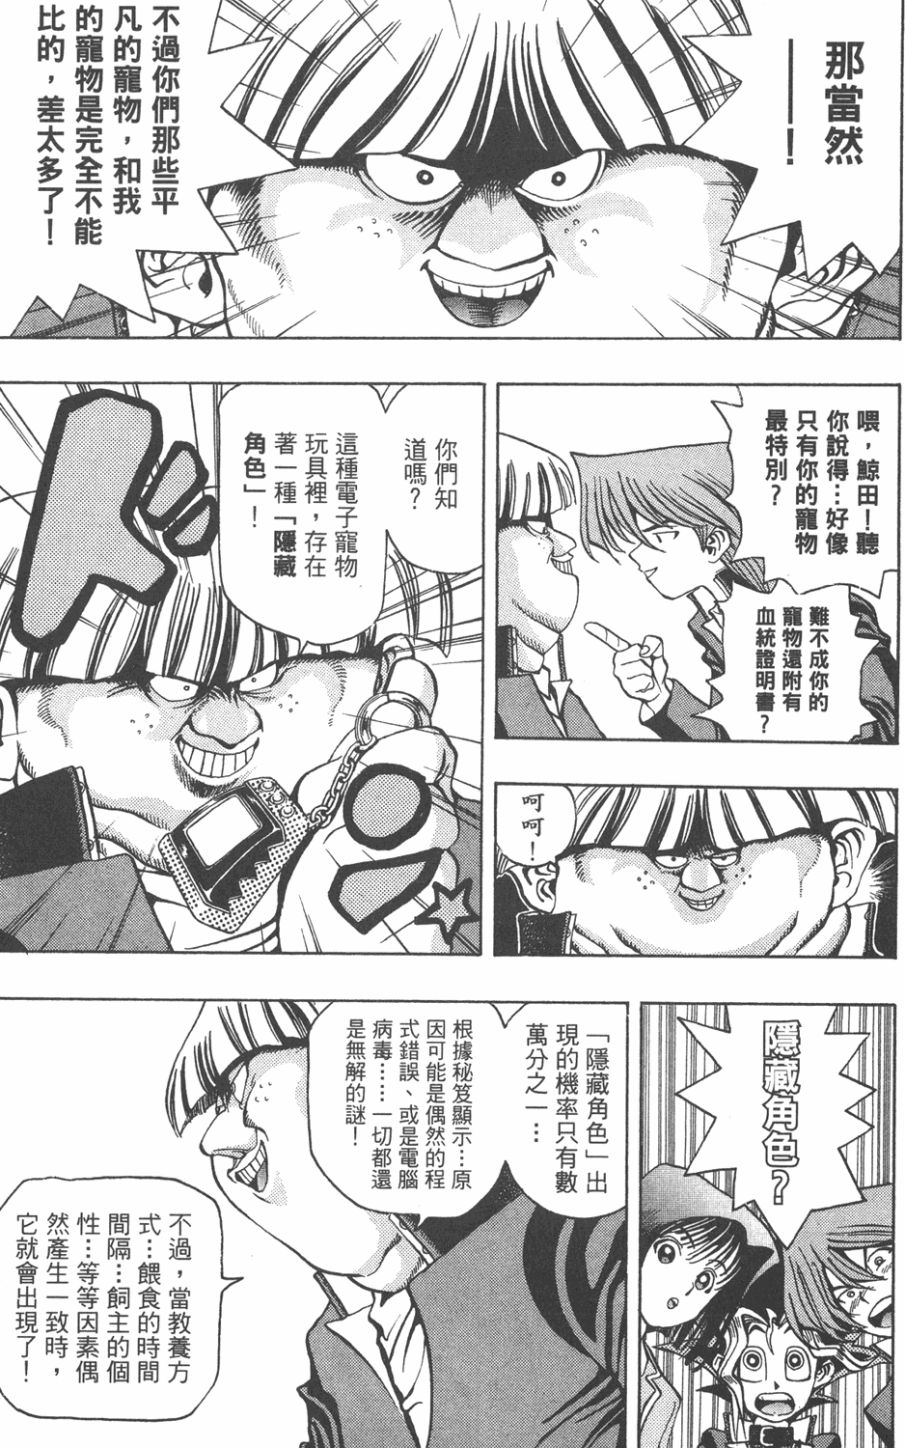 那當然
——！
不過你們那些平
凡的寵物，和我
的寵物是完全不能
比的，差太多了！
喂，鯨田！聽
你說得…好像
只有你的寵物
最特別？
難不成你的
寵物還附有
血統證明書？
呵呵！
你們知
道嗎？
這種電子寵物
玩具裡，存在
著一種「隱藏
角色」！
ドン
隱藏角色？
「隱藏角色」出
現的機率只有數
萬分之一…
根據秘笈顯示…原
因可能是偶然的程
式錯誤、或是電腦
病毒……一切都還
是無解的謎！
不過，當教養方
式…餵食的時間
間隔…飼主的個
性…等等因素偶
然產生一致時，
它就會出現了！